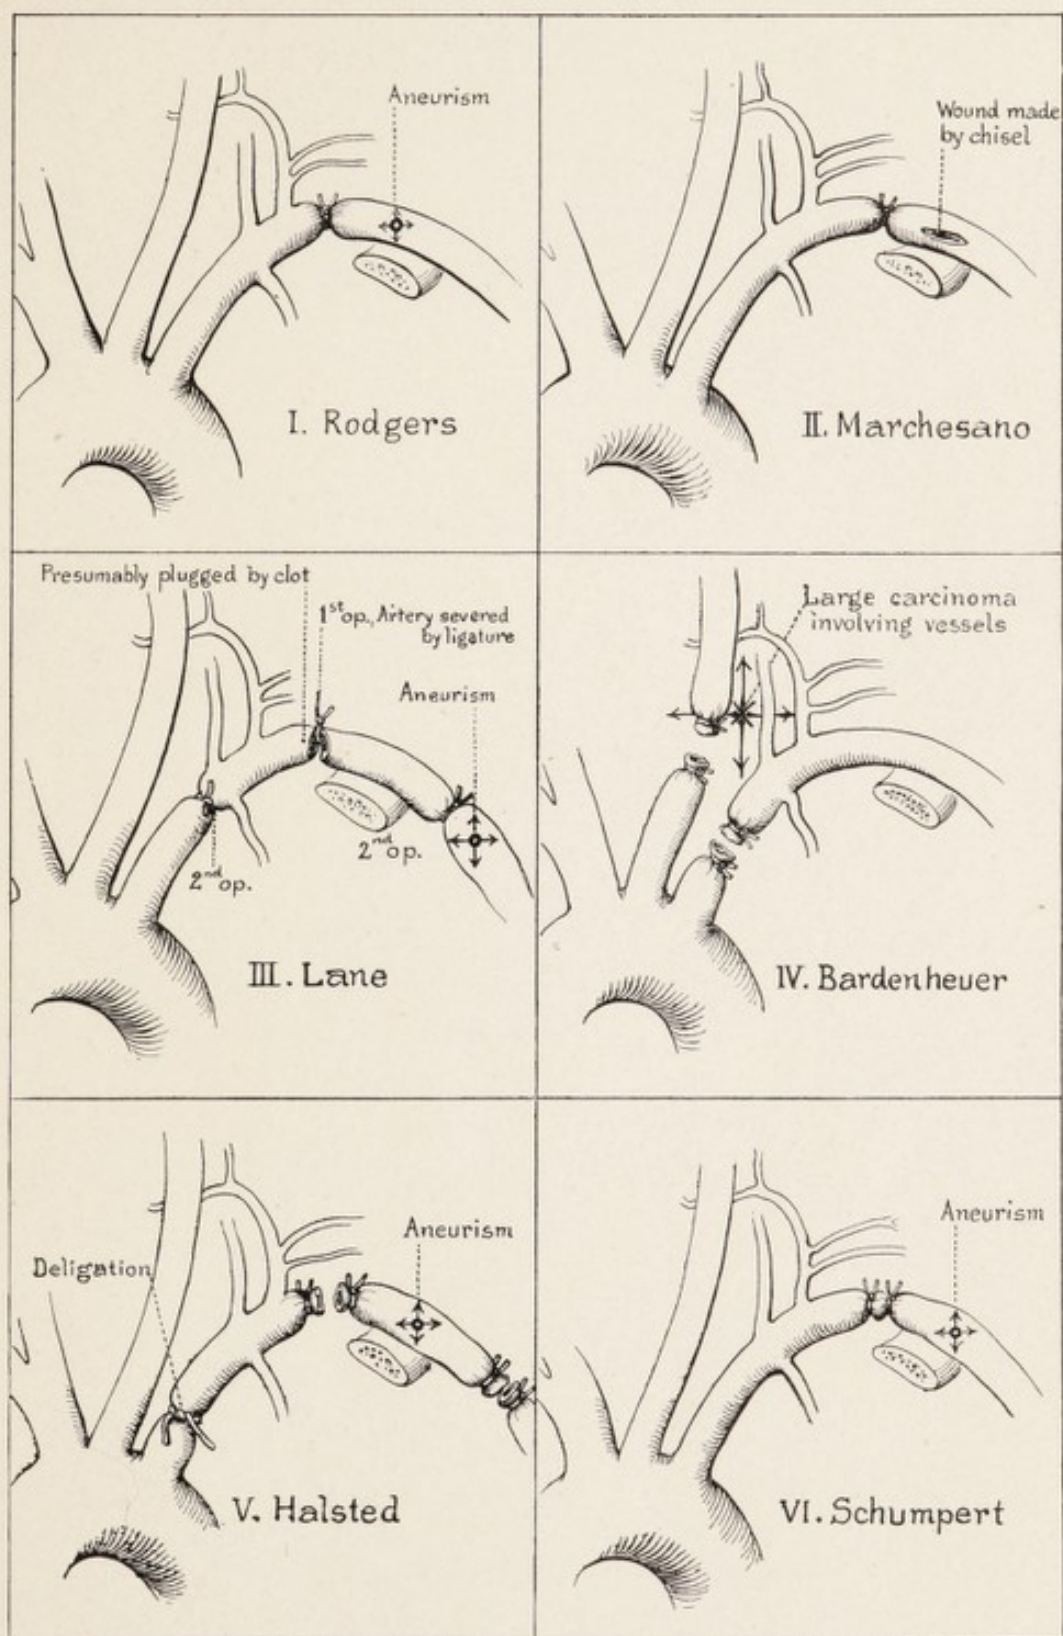 Aneurism
I. Rodgers
Wound made
by chisel
II. Marchesano
Presumably plugged by clot
1st op., Artery severed
by ligature
Aneurism
2nd op.
2nd op.
III. Lane
Large carcinoma
involving vessels
IV. Bardenheuer
Aneurism
Deligation
V. Halsted
Aneurism
VI. Schumpert